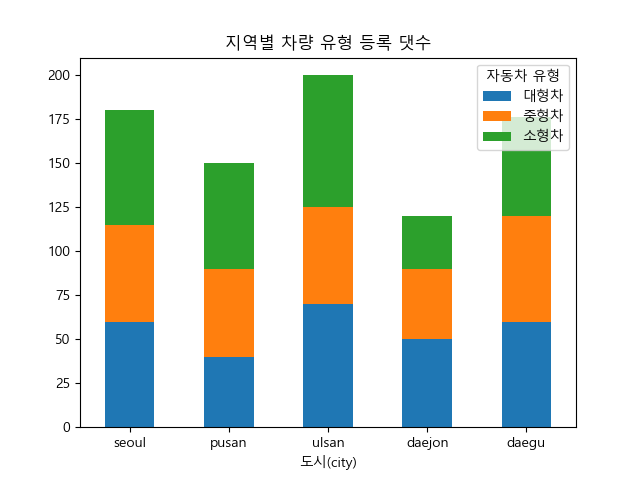 지역별 차량 유형 등록 댓수
자동차 유형
대형차
중형차
소형차
200
175
150
125
100
75
50
25
0
seoul pusan ulsan daejon daegu
도시(city)